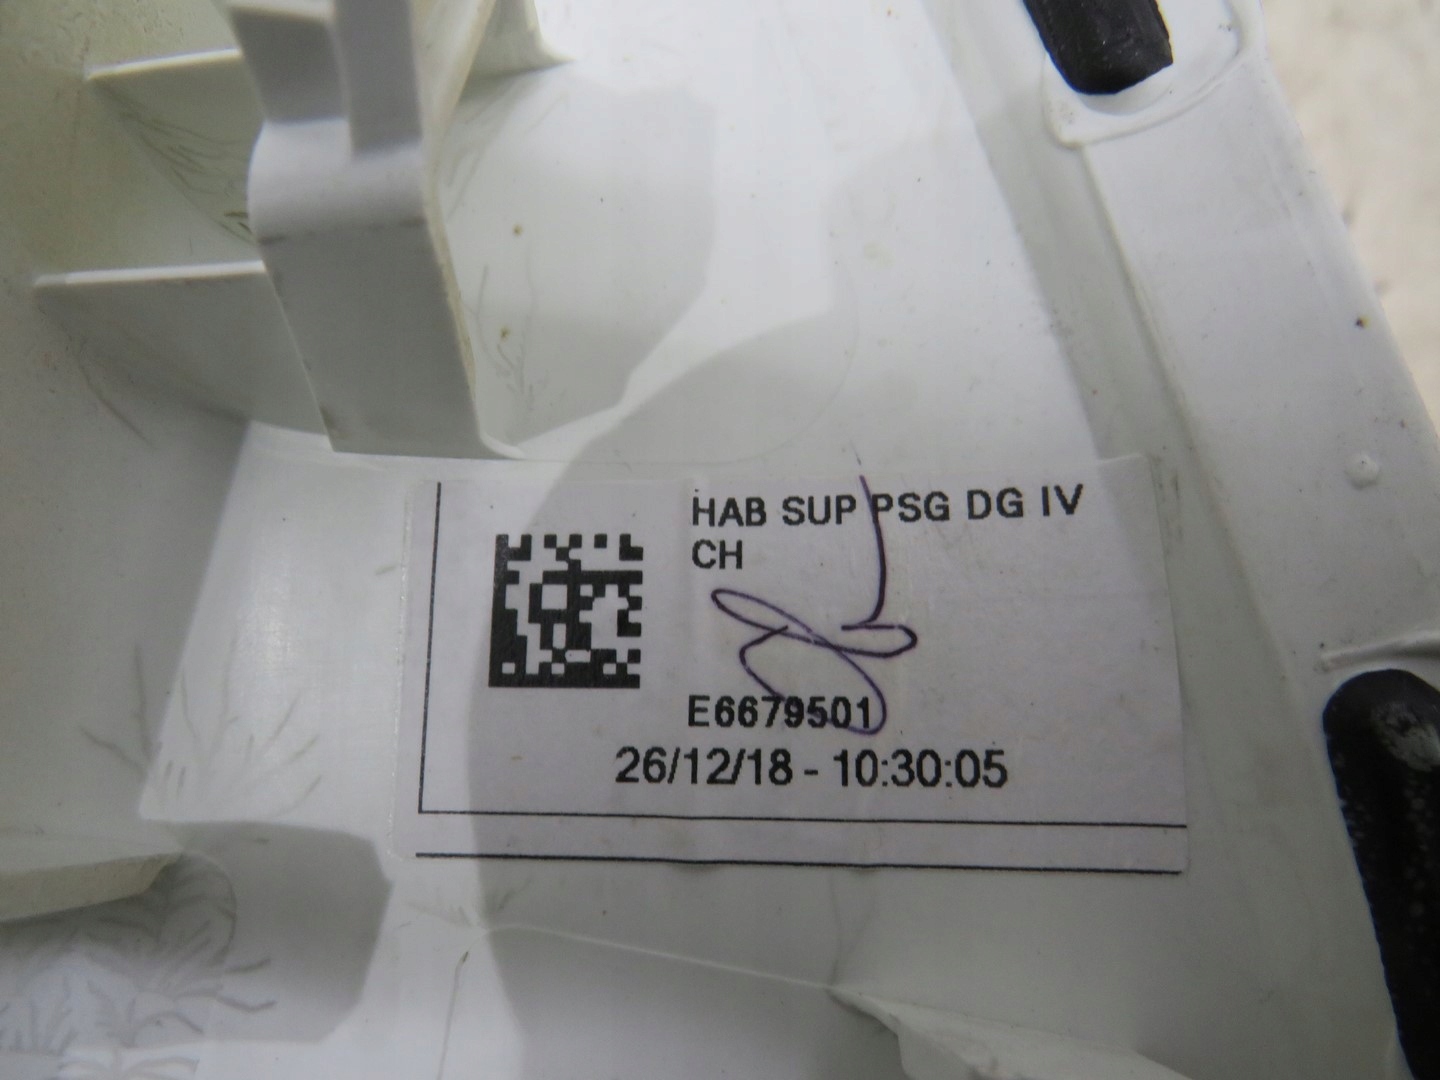 HAB SUP PSG DG IV
CH
E6679501
26/12/18 - 10:30:05